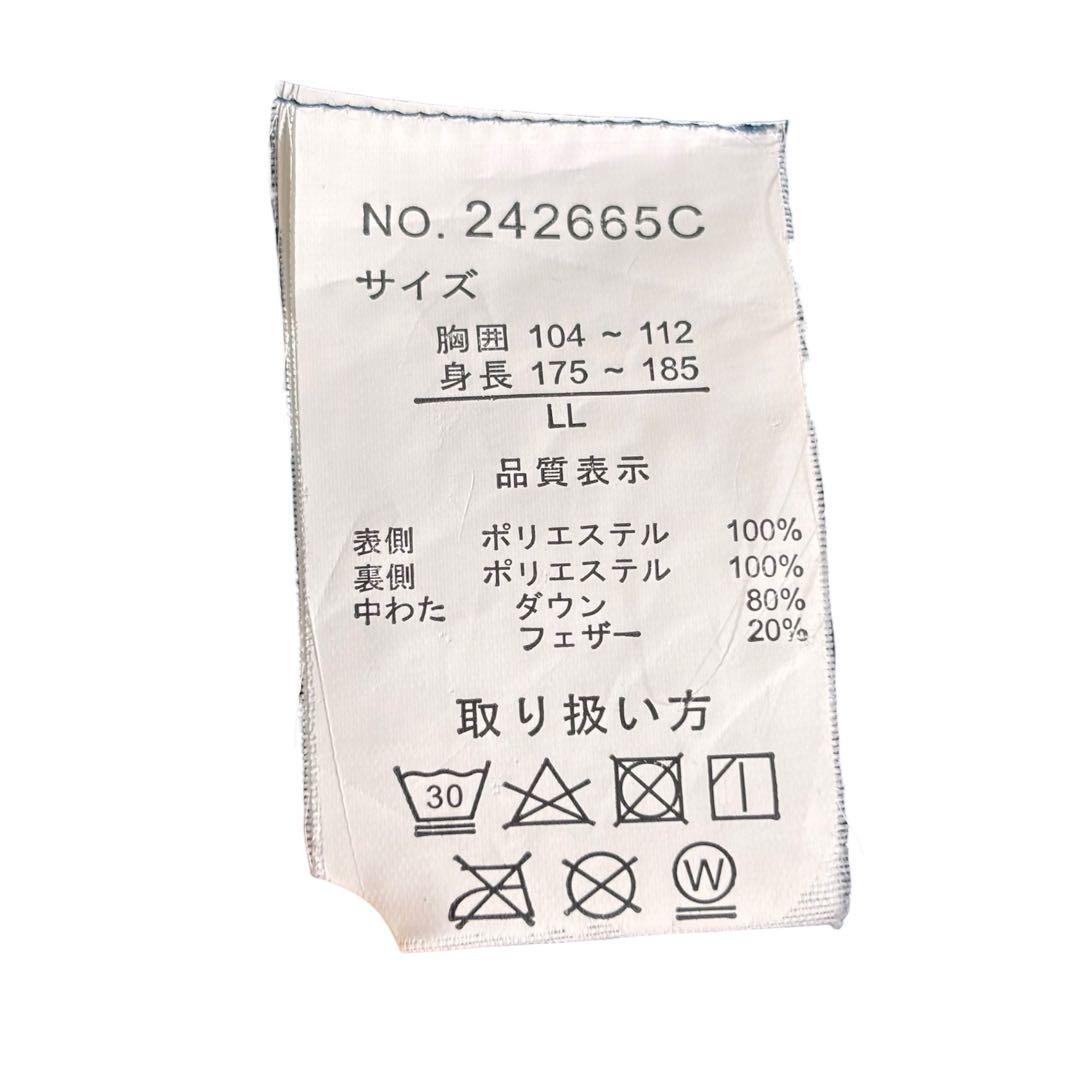 NO. 242665C
サイズ
胸囲 104 ~ 112
身長 175 ~ 185
LL
品質表示
表側 ポリエステル 100%
裏側 ポリエステル 100%
中わた ダウン 80%
フェザー 20%
取り扱い方
30
W